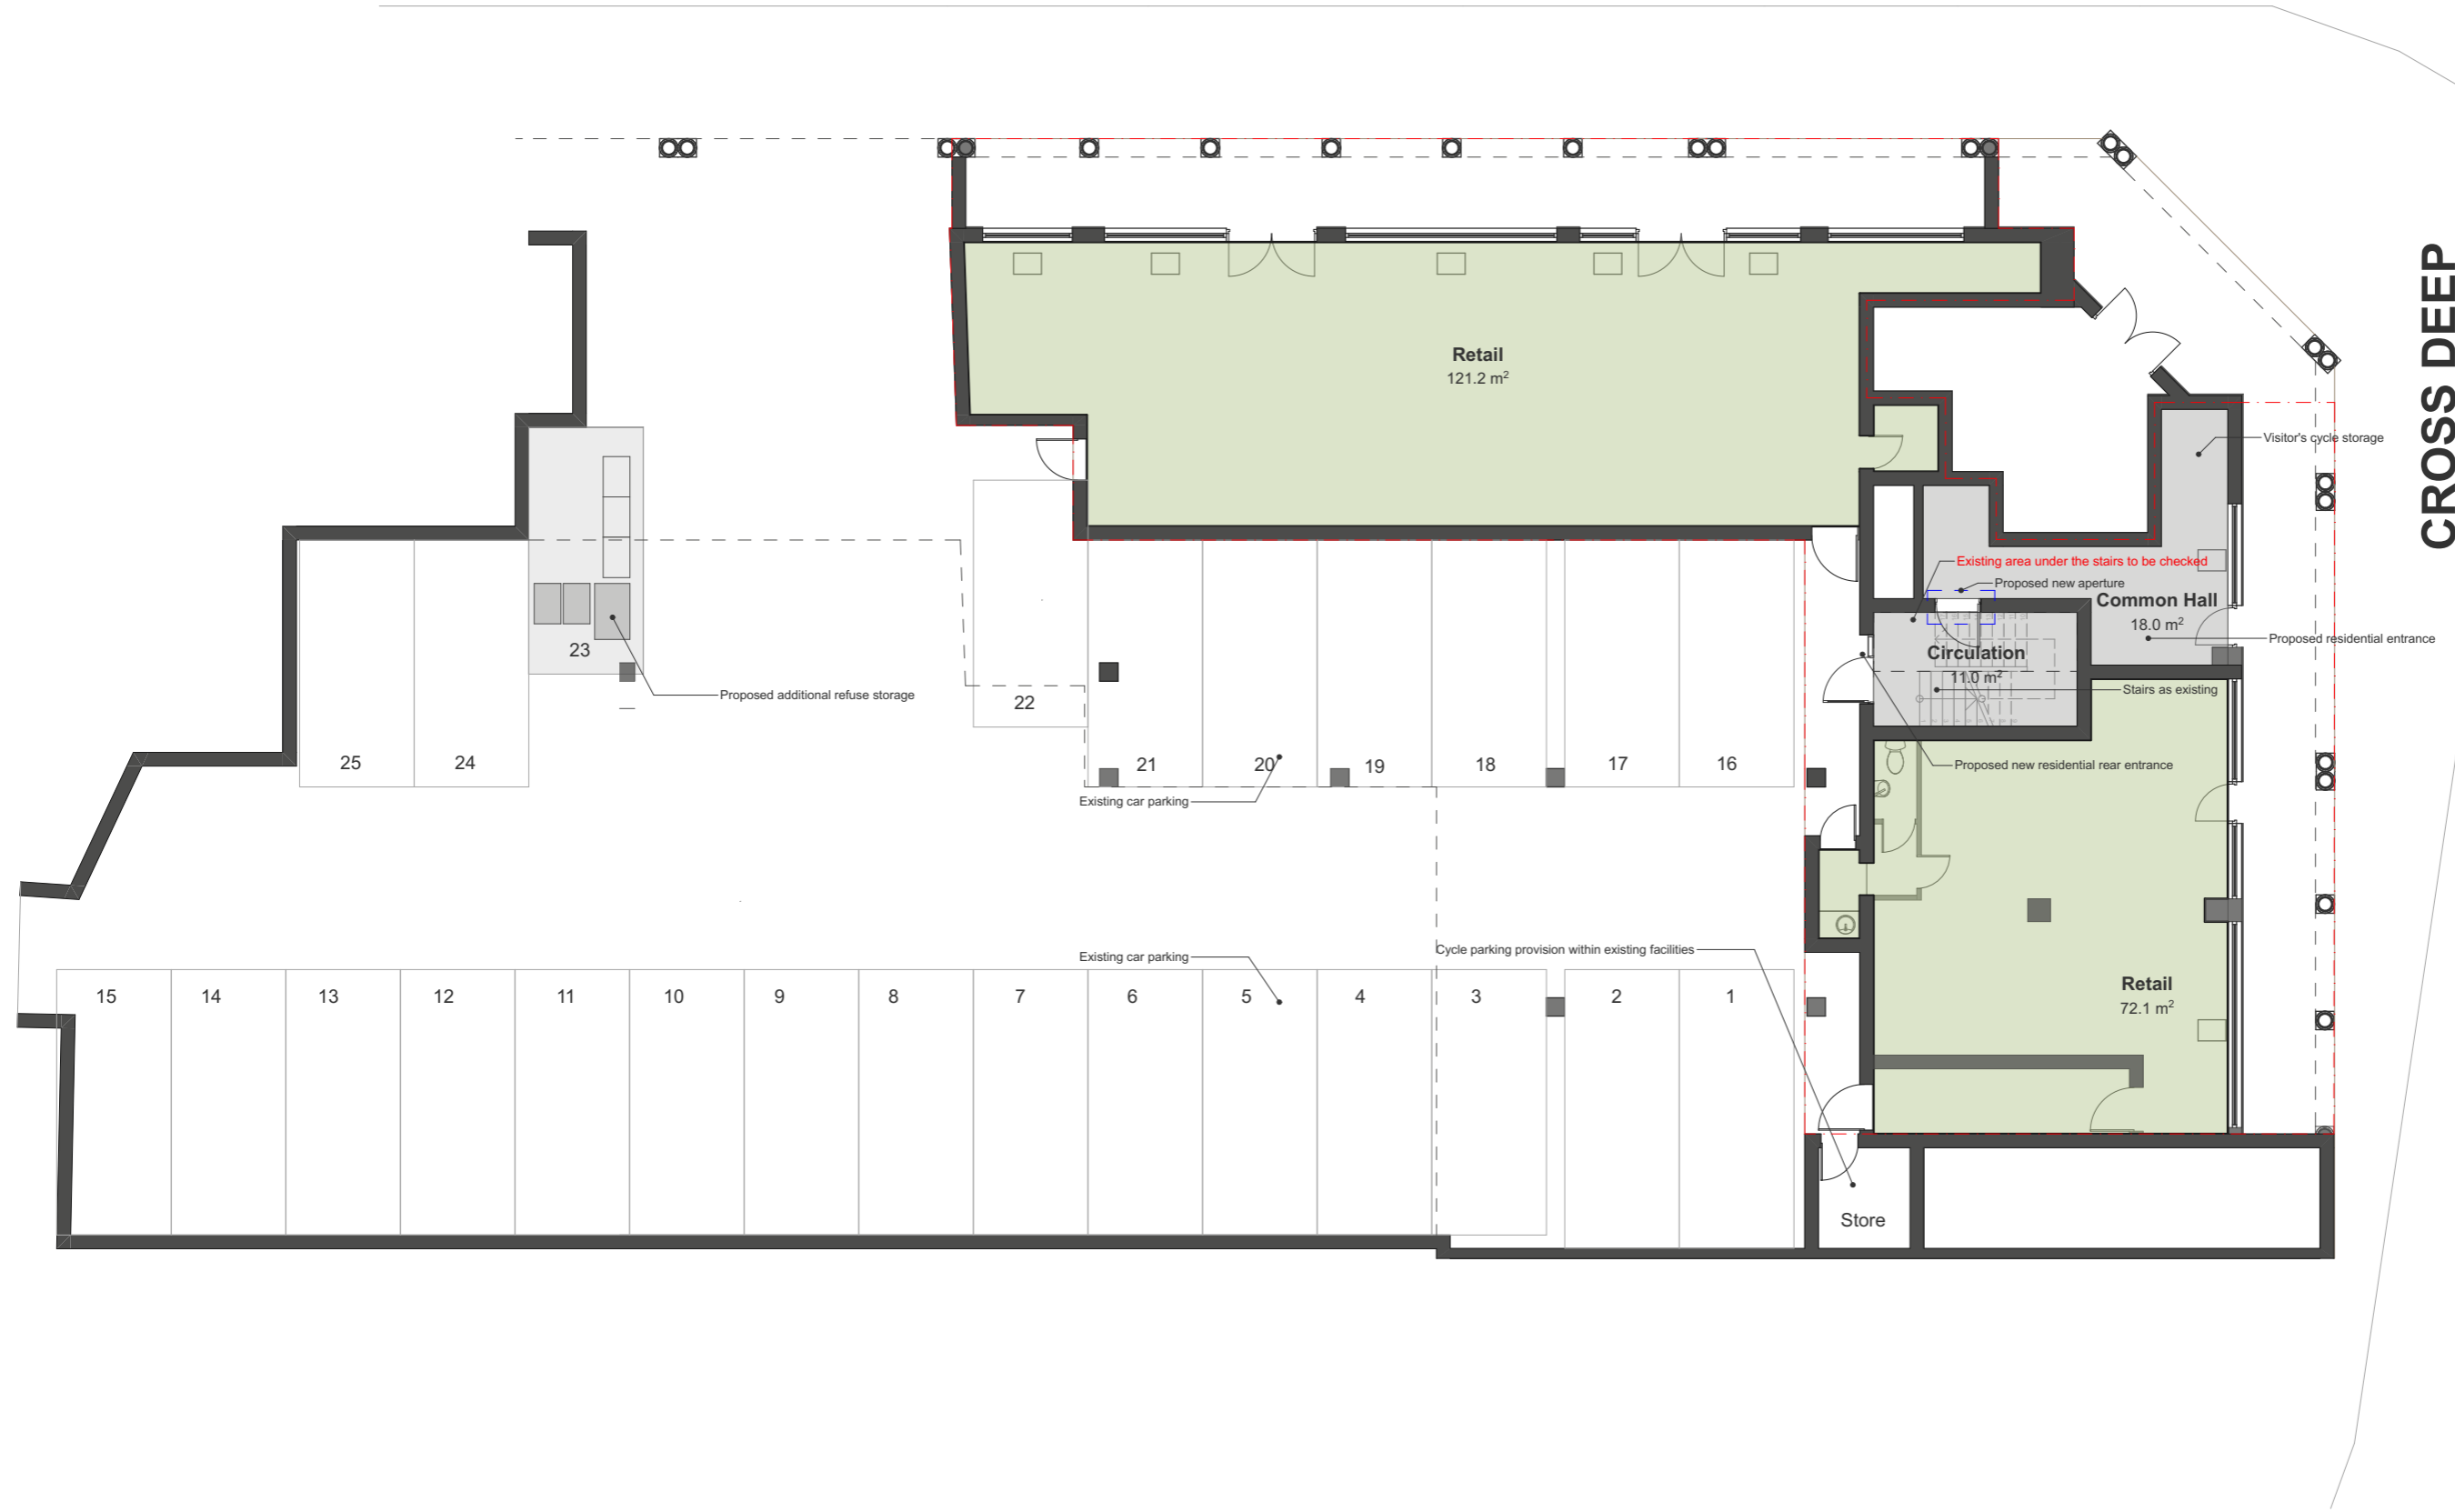 CROSS DEEP
Retail
121.2 m²
Visitor's cycle storage
Existing area under the stairs to be checked
Proposed new aperture
Common Hall
18.0 m²
Proposed residential entrance
Circulation
11.0 m²
Stairs as existing
23
Proposed additional refuse storage
22
25
24
21
20
19
18
17
16
Proposed new residential rear entrance
Existing car parking
Existing car parking
Cycle parking provision within existing facilities
15
14
13
12
11
10
9
8
7
6
5
4
3
2
1
Retail
72.1 m²
Store